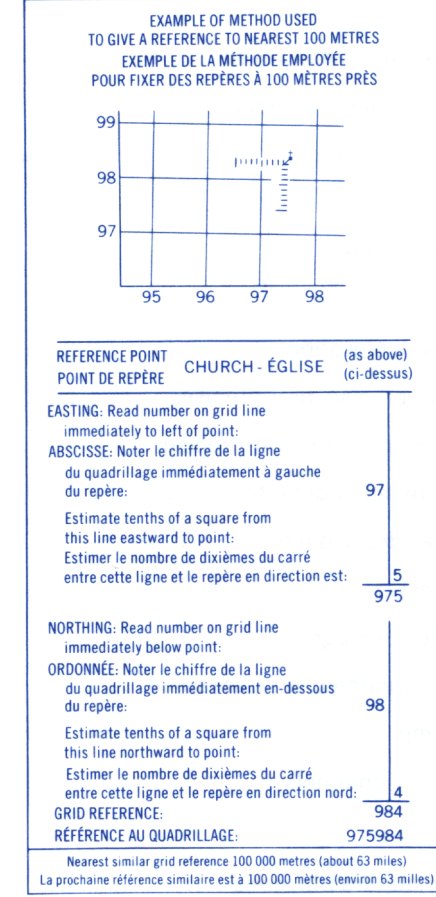 EXAMPLE OF METHOD USED
TO GIVE A REFERENCE TO NEAREST 100 METRES
EXEMPLE DE LA MÉTHODE EMPLOYÉE
POUR FIXER DES REPÈRES À 100 MÈTRES PRÈS
99
98
97
95 96 97 98
REFERENCE POINT
POINT DE REPÈRE
CHURCH - ÉGLISE
(as above)
(ci-dessus)
EASTING: Read number on grid line
immediately to left of point:
ABSCISSE: Noter le chiffre de la ligne
du quadrillage immédiatement à gauche
du repère: 97
Estimate tenths of a square from
this line eastward to point:
Estimer le nombre de dixièmes du carré
entre cette ligne et le repère en direction est: 5
975
NORTHING: Read number on grid line
immediately below point:
ORDONNÉE: Noter le chiffre de la ligne
du quadrillage immédiatement en-dessous
du repère: 98
Estimate tenths of a square from
this line northward to point:
Estimer le nombre de dixièmes du carré
entre cette ligne et le repère en direction nord: 4
GRID REFERENCE: 984
RÉFÉRENCE AU QUADRILLAGE: 975984
Nearest similar grid reference 100 000 metres (about 63 miles)
La prochaine référence similaire est à 100 000 mètres (environ 63 milles)